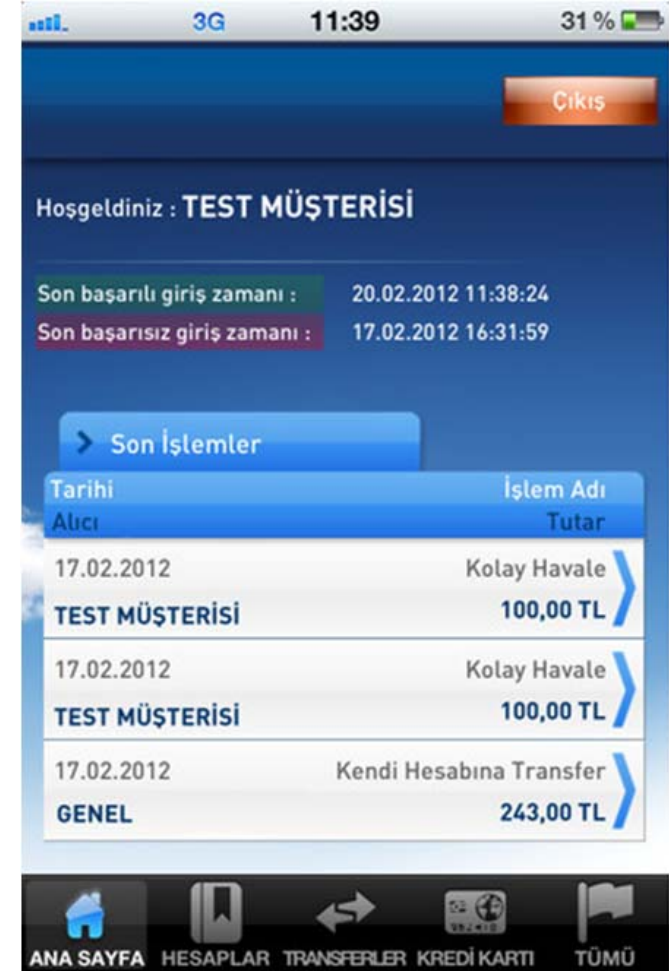 3G 11:39 31 %
Çıkış
Hoşgeldiniz : TEST MÜŞTERİSİ
Son başarılı giriş zamanı : 20.02.2012 11:38:24
Son başarısız giriş zamanı : 17.02.2012 16:31:59
Son İşlemler
Tarihi İşlem Adı
Alıcı Tutar
17.02.2012 Kolay Havale
TEST MÜŞTERİSİ 100,00 TL
17.02.2012 Kolay Havale
TEST MÜŞTERİSİ 100,00 TL
17.02.2012 Kendi Hesabına Transfer
GENEL 243,00 TL
ANA SAYFA HESAPLAR TRANSFERLER KREDİ KARTI TÜMÜ